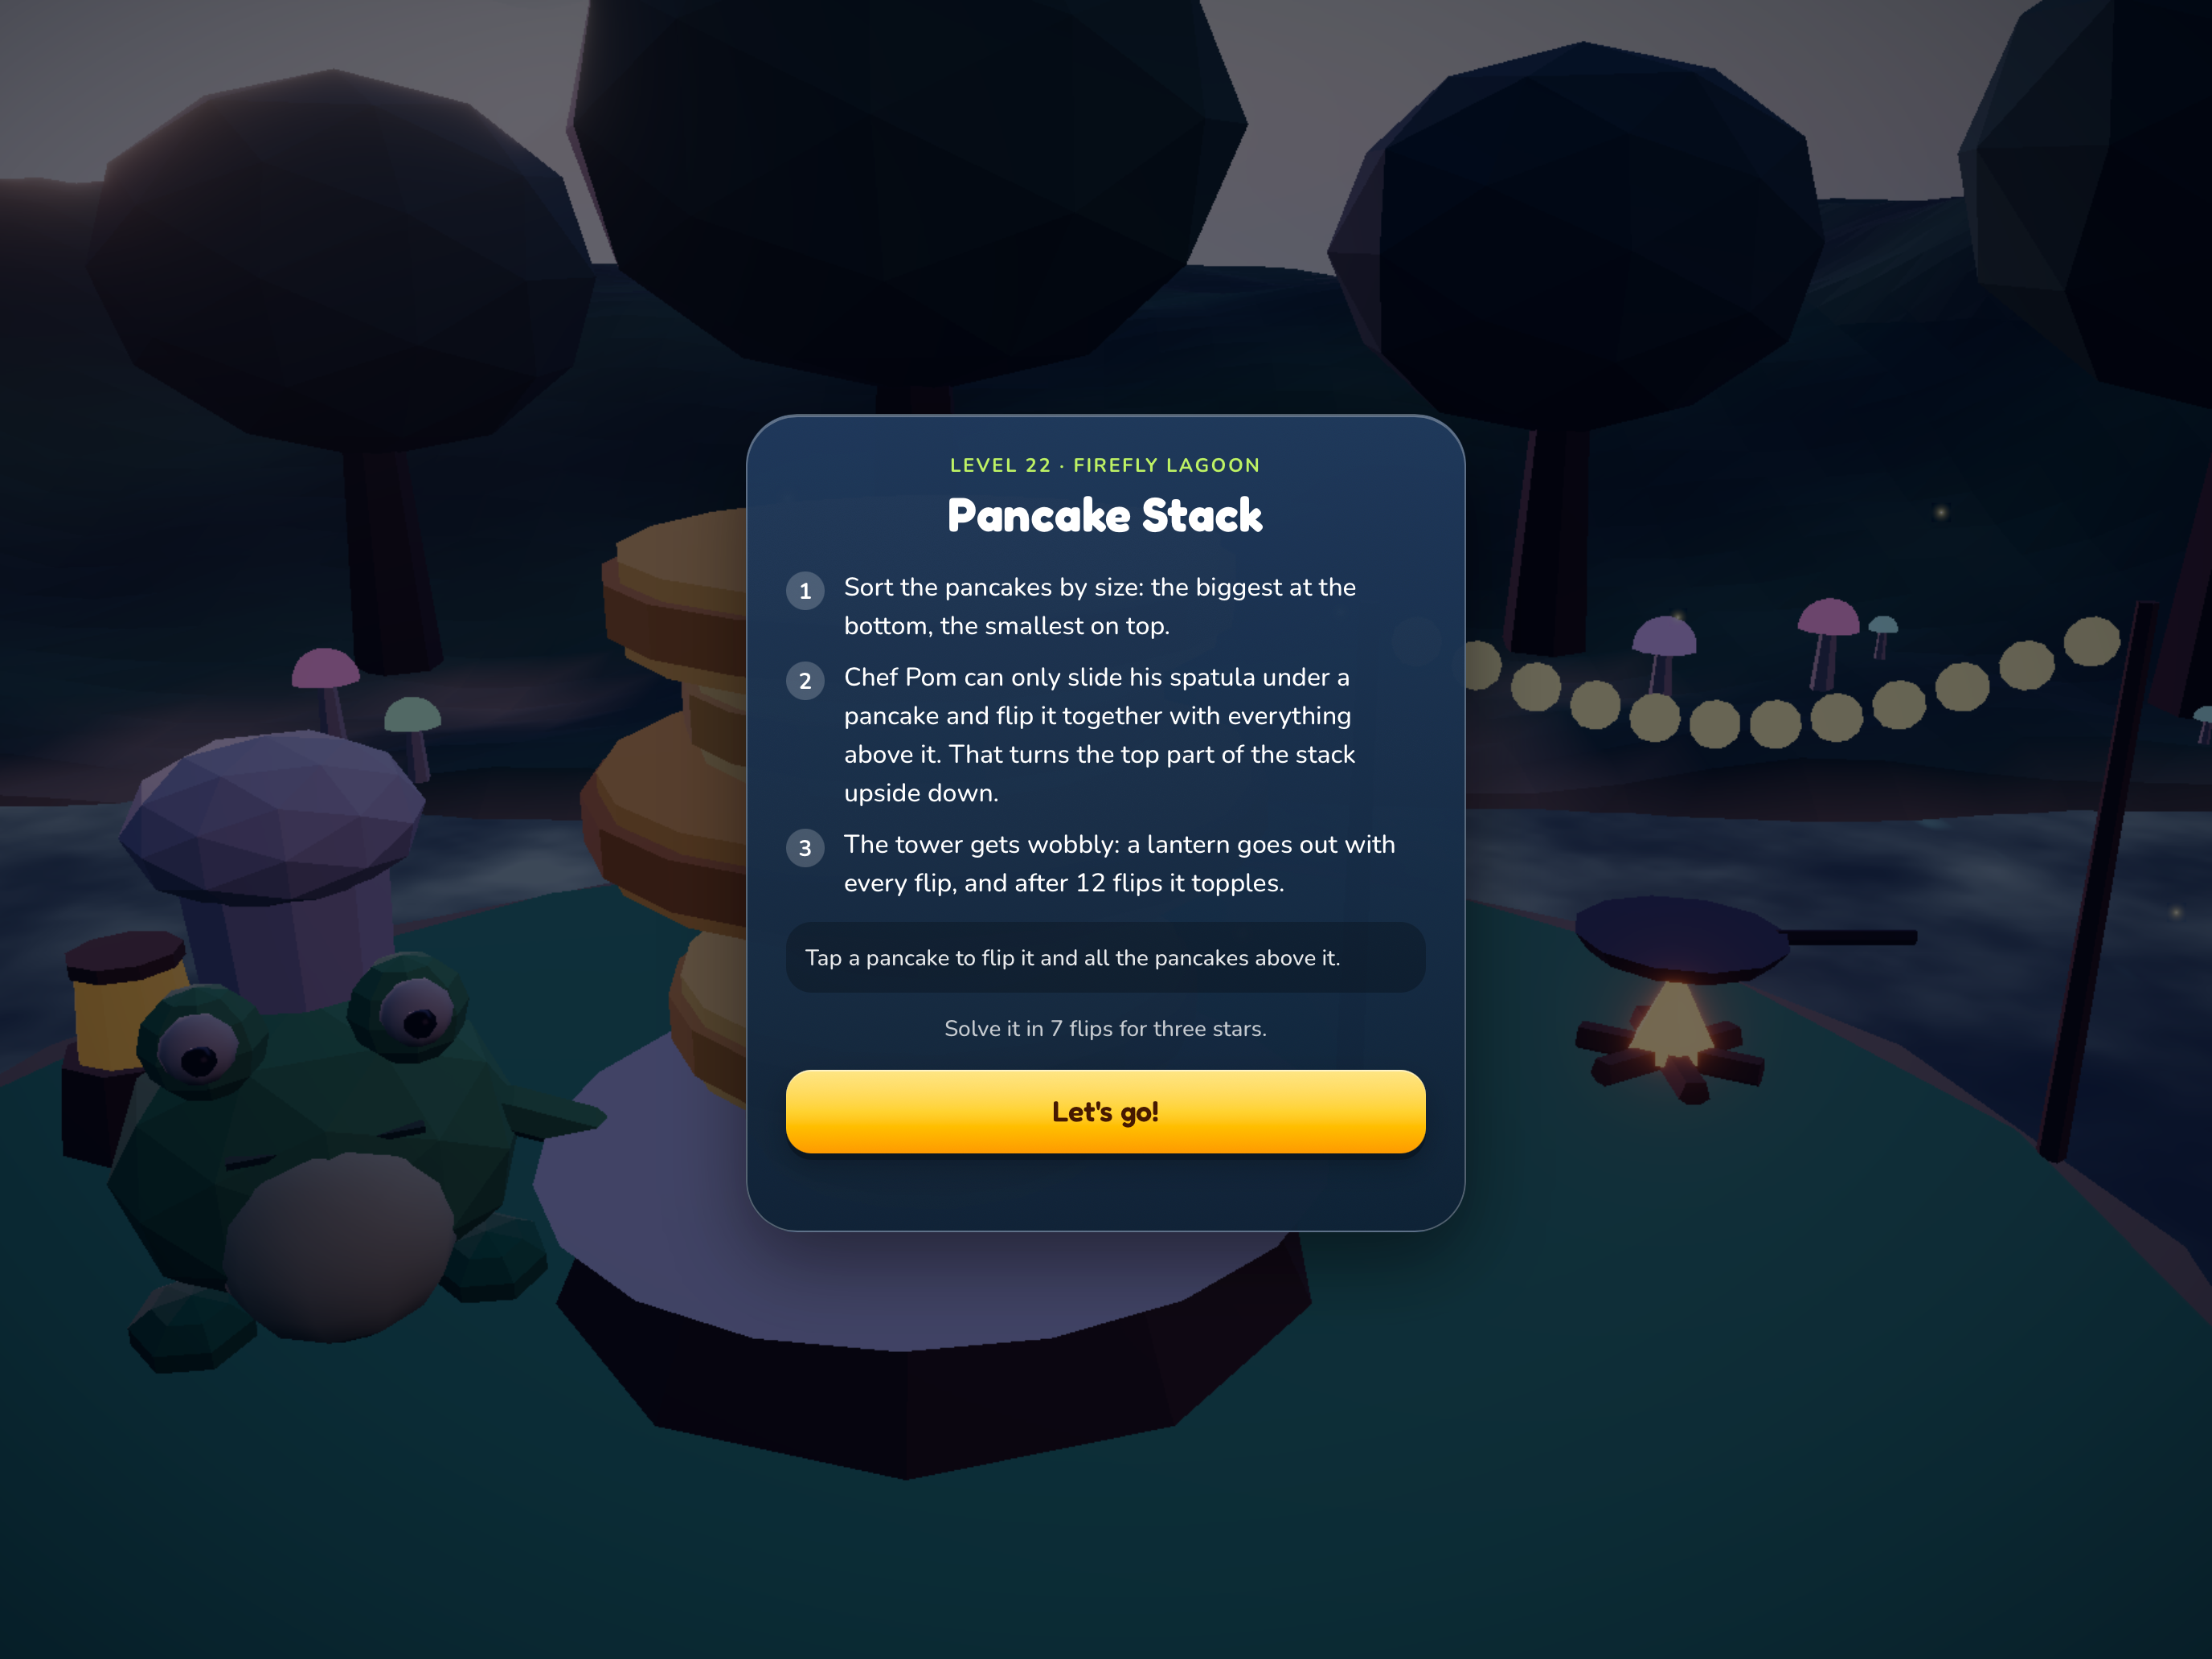 LEVEL 22 · FIREFLY LAGOON
Pancake Stack
1 Sort the pancakes by size: the biggest at the
bottom, the smallest on top.
2 Chef Pom can only slide his spatula under a
pancake and flip it together with everything
above it. That turns the top part of the stack
upside down.
3 The tower gets wobbly: a lantern goes out with
every flip, and after 12 flips it topples.
Tap a pancake to flip it and all the pancakes above it.
Solve it in 7 flips for three stars.
Let's go!